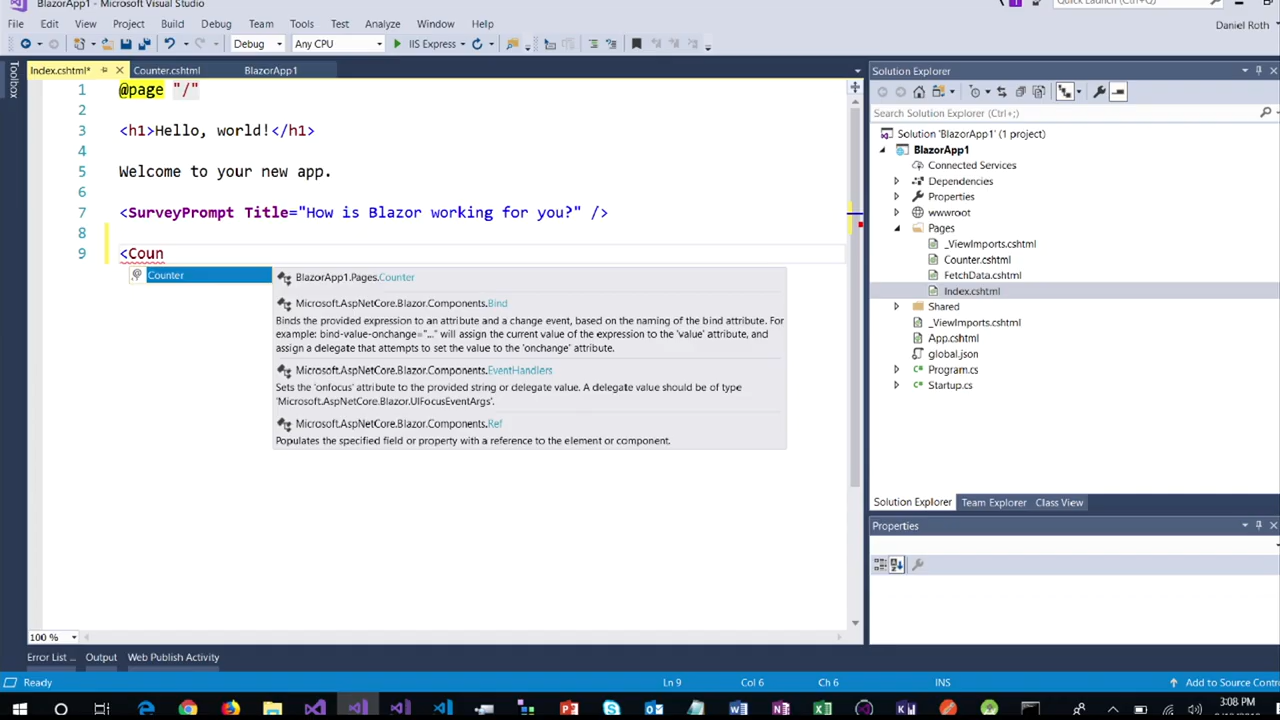 BlazorApp1 - Microsoft Visual Studio
Quick Launch (Ctrl+Q)
File Edit View Project Build Debug Team Tools Test Analyze Window Help
Daniel Roth
Debug Any CPU IIS Express
Toolbox
Index.cshtml* Counter.cshtml BlazorApp1
1 @page "/"
2
3 <h1>Hello, world!</h1>
4
5 Welcome to your new app.
6
7 <SurveyPrompt Title="How is Blazor working for you?" />
8
9 <Coun
Counter
BlazorApp1.Pages.Counter
Microsoft.AspNetCore.Blazor.Components.Bind
Binds the provided expression to an attribute and a change event, based on the naming of the bind attribute. For
example: bind-value-onchange="..." will assign the current value of the expression to the 'value' attribute, and
assign a delegate that attempts to set the value to the 'onchange' attribute.
Microsoft.AspNetCore.Blazor.Components.EventHandlers
Sets the 'onfocus' attribute to the provided string or delegate value. A delegate value should be of type
'Microsoft.AspNetCore.Blazor.UIFocusEventArgs'.
Microsoft.AspNetCore.Blazor.Components.Ref
Populates the specified field or property with a reference to the element or component.
100 %
Solution Explorer
Search Solution Explorer (Ctrl+;)
Solution 'BlazorApp1' (1 project)
BlazorApp1
Connected Services
Dependencies
Properties
wwwroot
Pages
_ViewImports.cshtml
Counter.cshtml
FetchData.cshtml
Index.cshtml
Shared
_ViewImports.cshtml
App.cshtml
global.json
Program.cs
Startup.cs
Solution Explorer Team Explorer Class View
Properties
Error List ... Output Web Publish Activity
Ready Ln 9 Col 6 Ch 6 INS Add to Source Contro
3:08 PM